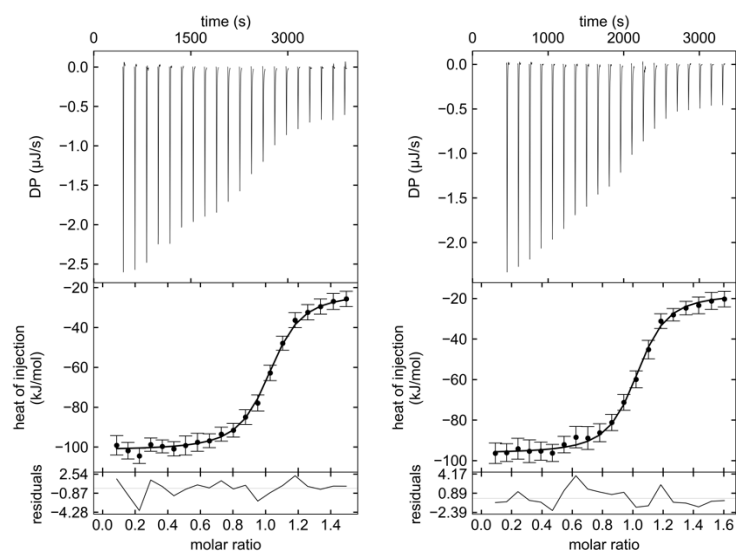 time (s)
0 1500 3000
DP (µJ/s)
0.0
−0.5
−1.0
−1.5
−2.0
−2.5
heat of injection
(kJ/mol)
−20
−40
−60
−80
−100
residuals
2.54
−0.87
−4.28
0.0 0.2 0.4 0.6 0.8 1.0 1.2 1.4
molar ratio
time (s)
0 1000 2000 3000
DP (µJ/s)
0.0
−0.5
−1.0
−1.5
−2.0
heat of injection
(kJ/mol)
−20
−40
−60
−80
−100
residuals
4.17
0.89
−2.39
0.0 0.2 0.4 0.6 0.8 1.0 1.2 1.4 1.6
molar ratio